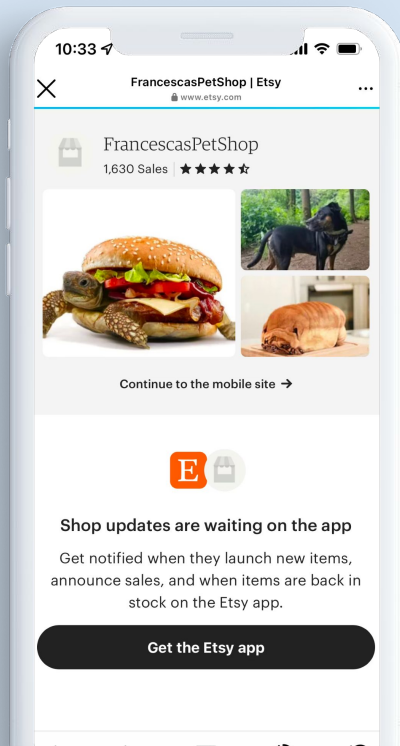 10:33
FrancescasPetShop | Etsy
www.etsy.com
FrancescasPetShop
1,630 Sales
Continue to the mobile site →
E
Shop updates are waiting on the app
Get notified when they launch new items,
announce sales, and when items are back in
stock on the Etsy app.
Get the Etsy app